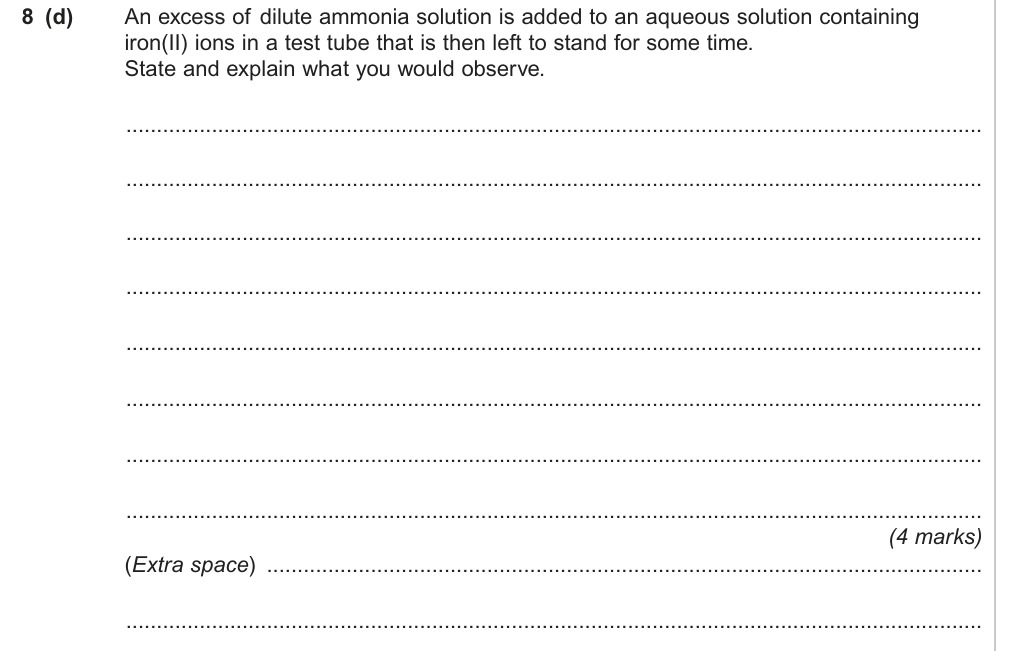 8 (d) An excess of dilute ammonia solution is added to an aqueous solution containing
iron(II) ions in a test tube that is then left to stand for some time.
State and explain what you would observe.
(4 marks)
(Extra space)